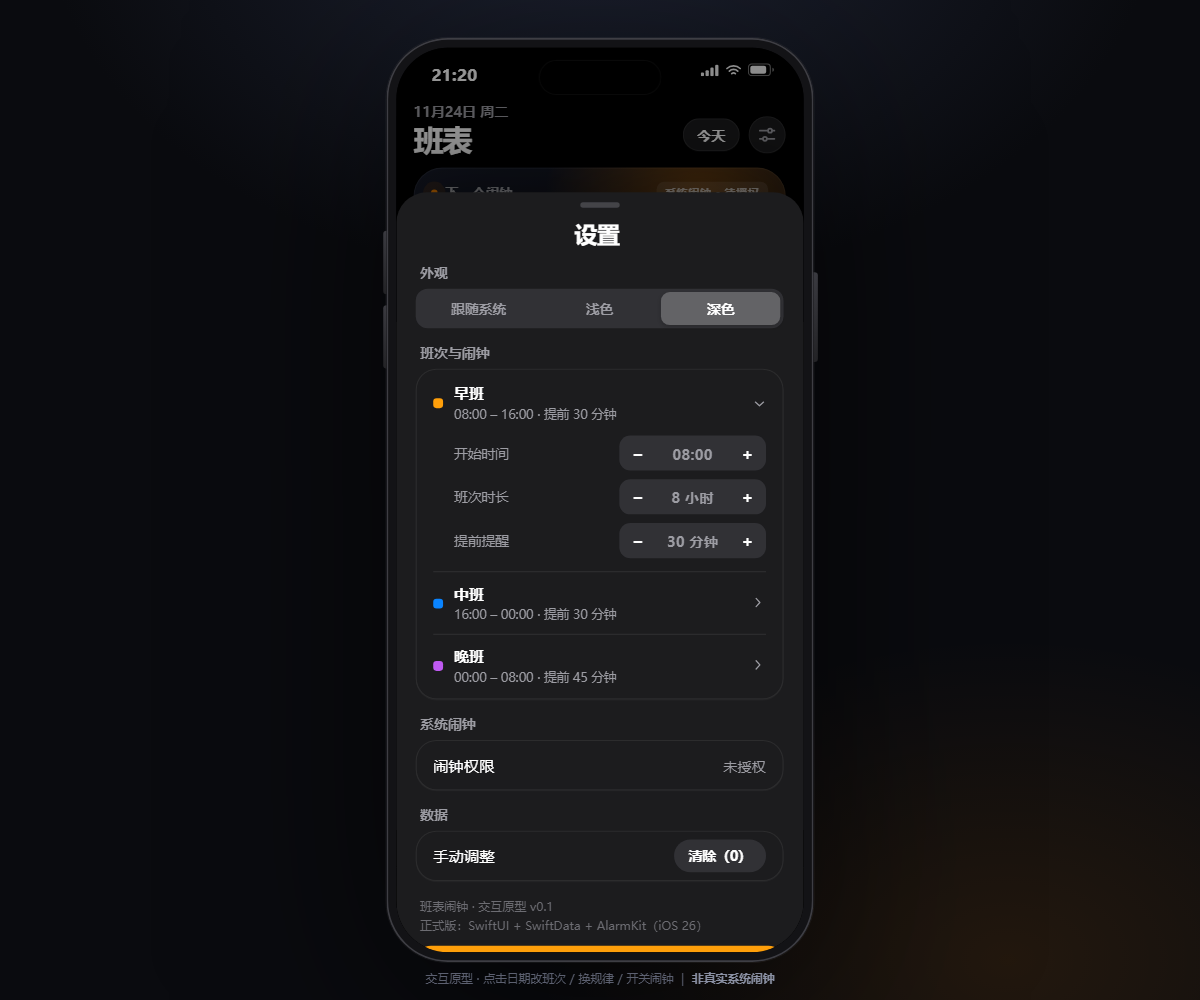 21:20
11月24日 周二
班表
今天
下一个闹钟
设置
外观
跟随系统 浅色 深色
班次与闹钟
早班
08:00 – 16:00 · 提前 30 分钟
开始时间 − 08:00 +
班次时长 − 8 小时 +
提前提醒 − 30 分钟 +
中班
16:00 – 00:00 · 提前 30 分钟
晚班
00:00 – 08:00 · 提前 45 分钟
系统闹钟
闹钟权限 未授权
数据
手动调整 清除（0）
班表闹钟 · 交互原型 v0.1
正式版：SwiftUI + SwiftData + AlarmKit（iOS 26）
交互原型 · 点击日期改班次 / 换规律 / 开关闹钟 | 非真实系统闹钟